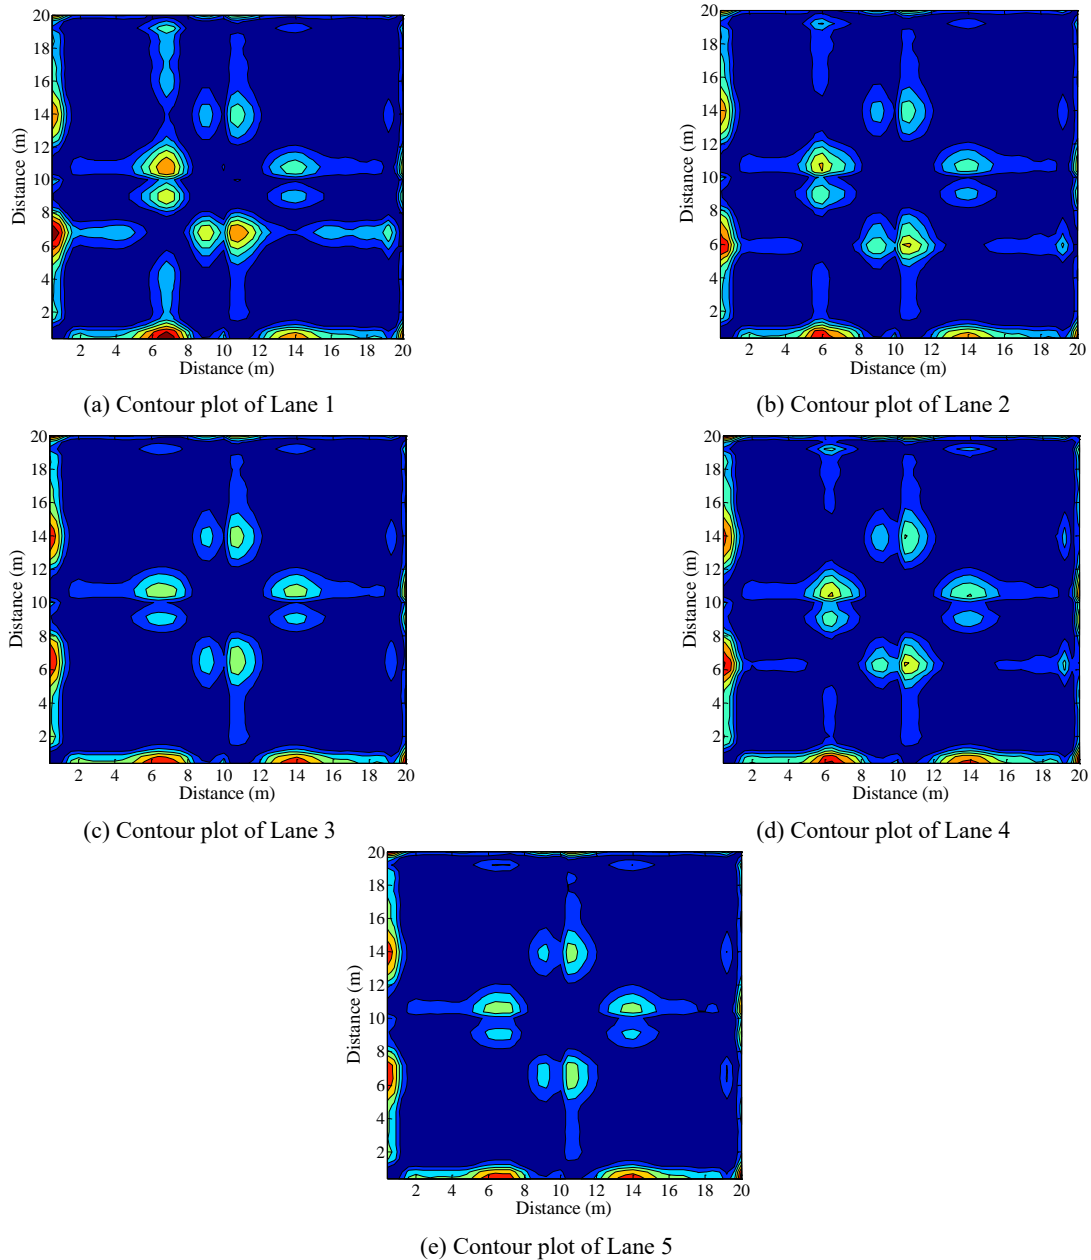 20
18
16
14
12
10
8
6
4
2
Distance (m)
2 4 6 8 10 12 14 16 18 20
Distance (m)
(a) Contour plot of Lane 1
20
18
16
14
12
10
8
6
4
2
Distance (m)
2 4 6 8 10 12 14 16 18 20
Distance (m)
(b) Contour plot of Lane 2
20
18
16
14
12
10
8
6
4
2
Distance (m)
2 4 6 8 10 12 14 16 18 20
Distance (m)
(c) Contour plot of Lane 3
20
18
16
14
12
10
8
6
4
2
Distance (m)
2 4 6 8 10 12 14 16 18 20
Distance (m)
(d) Contour plot of Lane 4
20
18
16
14
12
10
8
6
4
2
Distance (m)
2 4 6 8 10 12 14 16 18 20
Distance (m)
(e) Contour plot of Lane 5